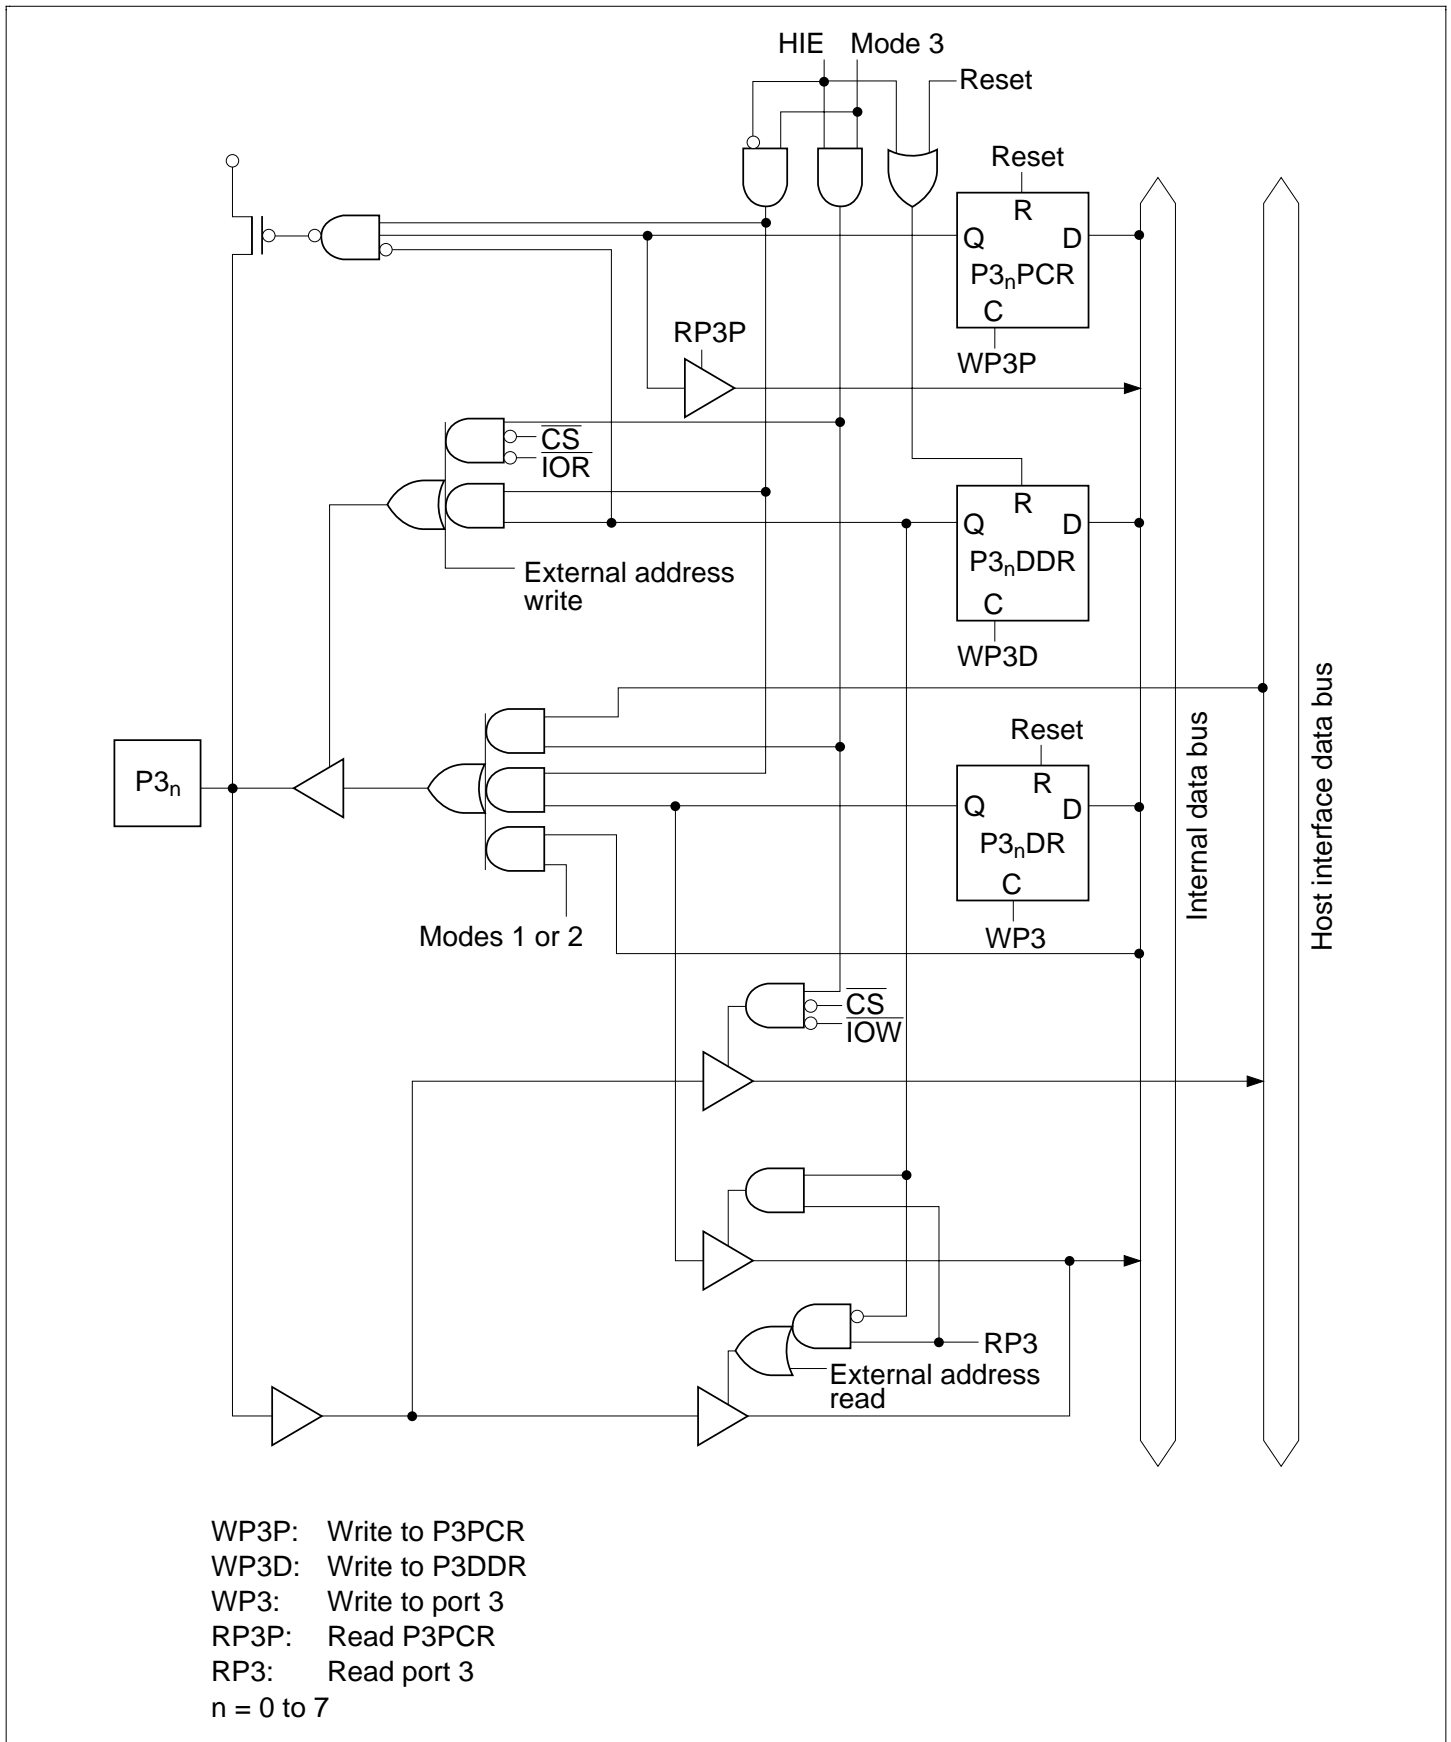 HIE Mode 3
Reset
Reset
R
Q D
P3nPCR
C
WP3P
RP3P
CS
IOR
R
Q D
P3nDDR
C
WP3D
External address
write
Reset
R
Q D
P3nDR
C
WP3
P3n
Modes 1 or 2
Internal data bus
Host interface data bus
CS
IOW
RP3
External address
read
WP3P: Write to P3PCR
WP3D: Write to P3DDR
WP3: Write to port 3
RP3P: Read P3PCR
RP3: Read port 3
n = 0 to 7